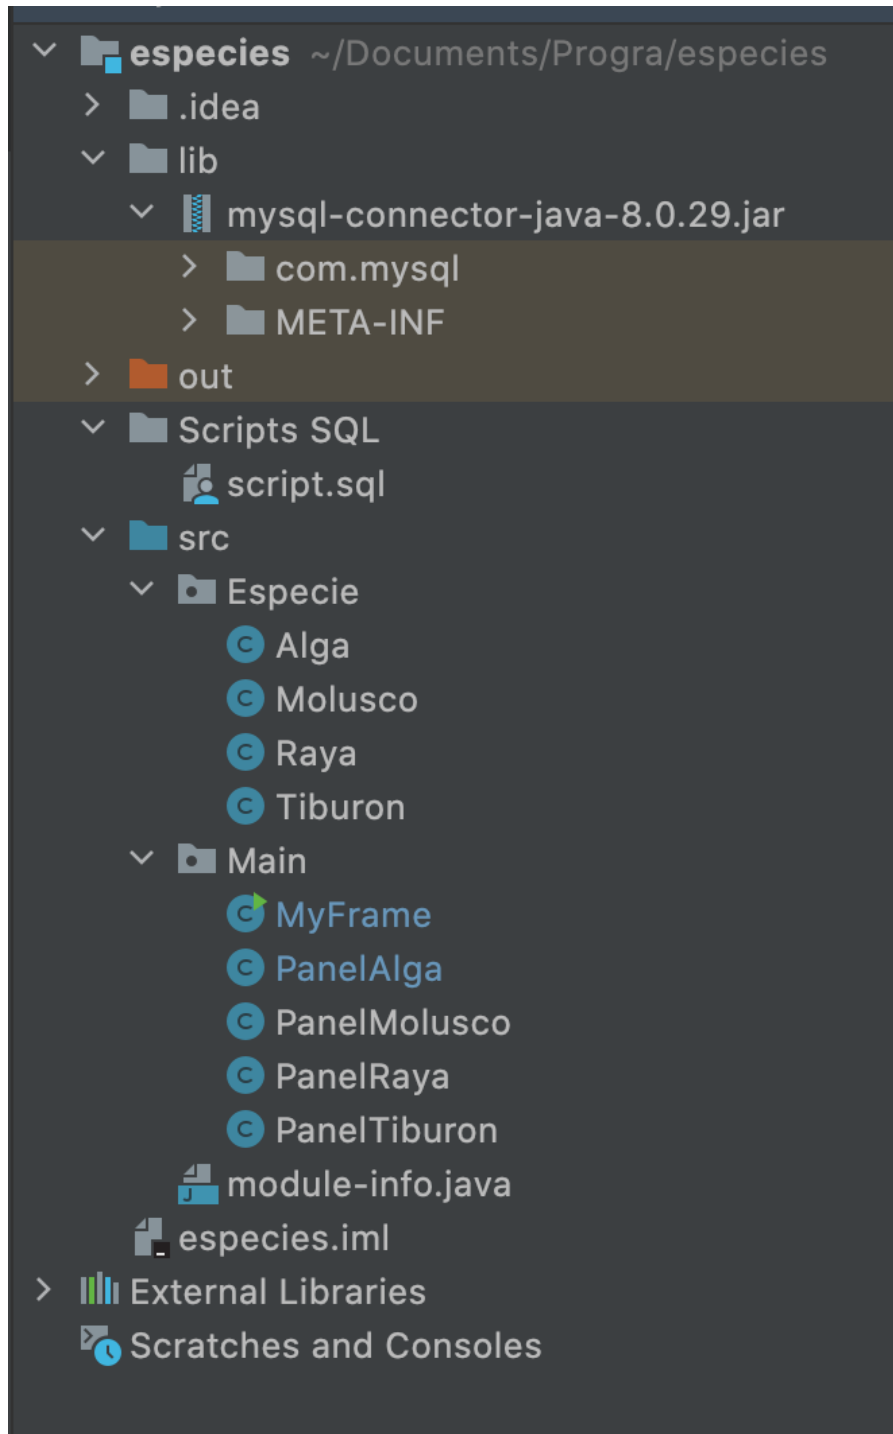 especies ~/Documents/Progra/especies
.idea
lib
mysql-connector-java-8.0.29.jar
com.mysql
META-INF
out
Scripts SQL
script.sql
src
Especie
C Alga
C Molusco
C Raya
C Tiburon
Main
C MyFrame
C PanelAlga
C PanelMolusco
C PanelRaya
C PanelTiburon
J module-info.java
especies.iml
External Libraries
Scratches and Consoles